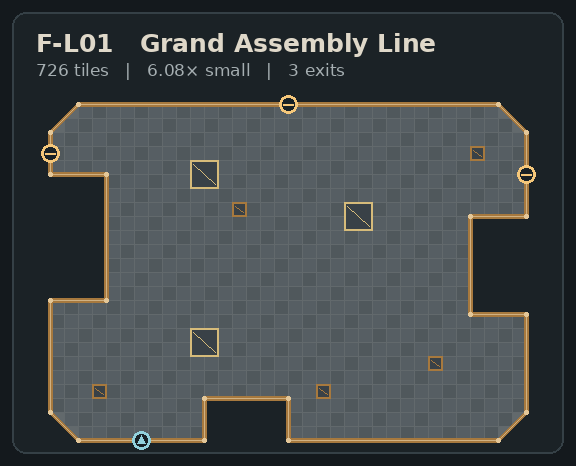 F-L01 Grand Assembly Line
726 tiles | 6.08× small | 3 exits